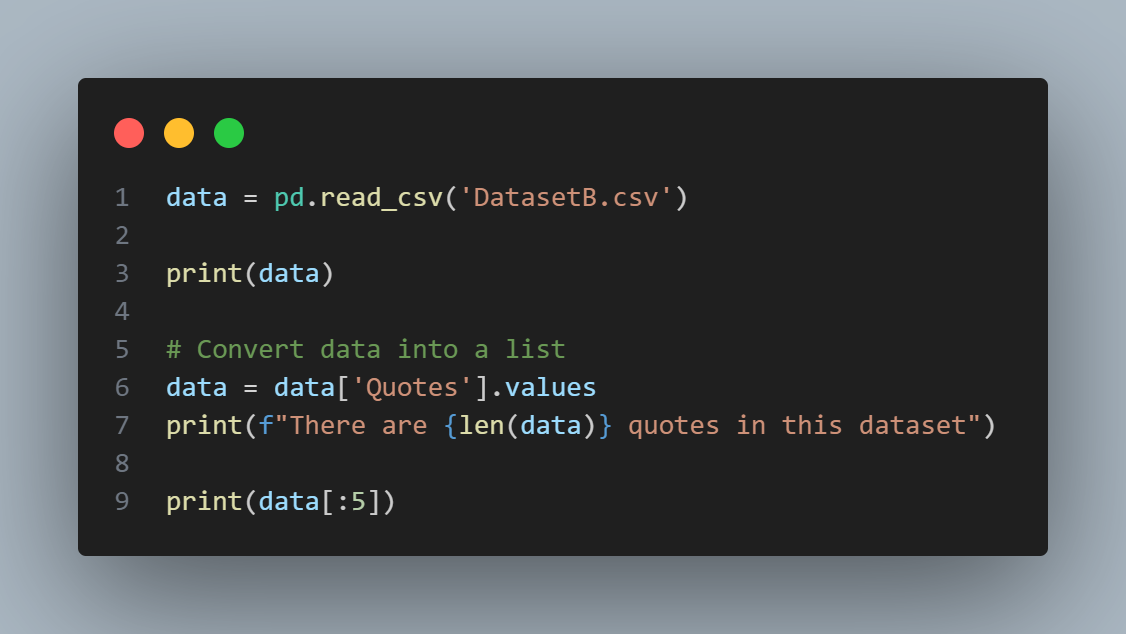 1 data = pd.read_csv('DatasetB.csv')
2
3 print(data)
4
5 # Convert data into a list
6 data = data['Quotes'].values
7 print(f"There are {len(data)} quotes in this dataset")
8
9 print(data[:5])